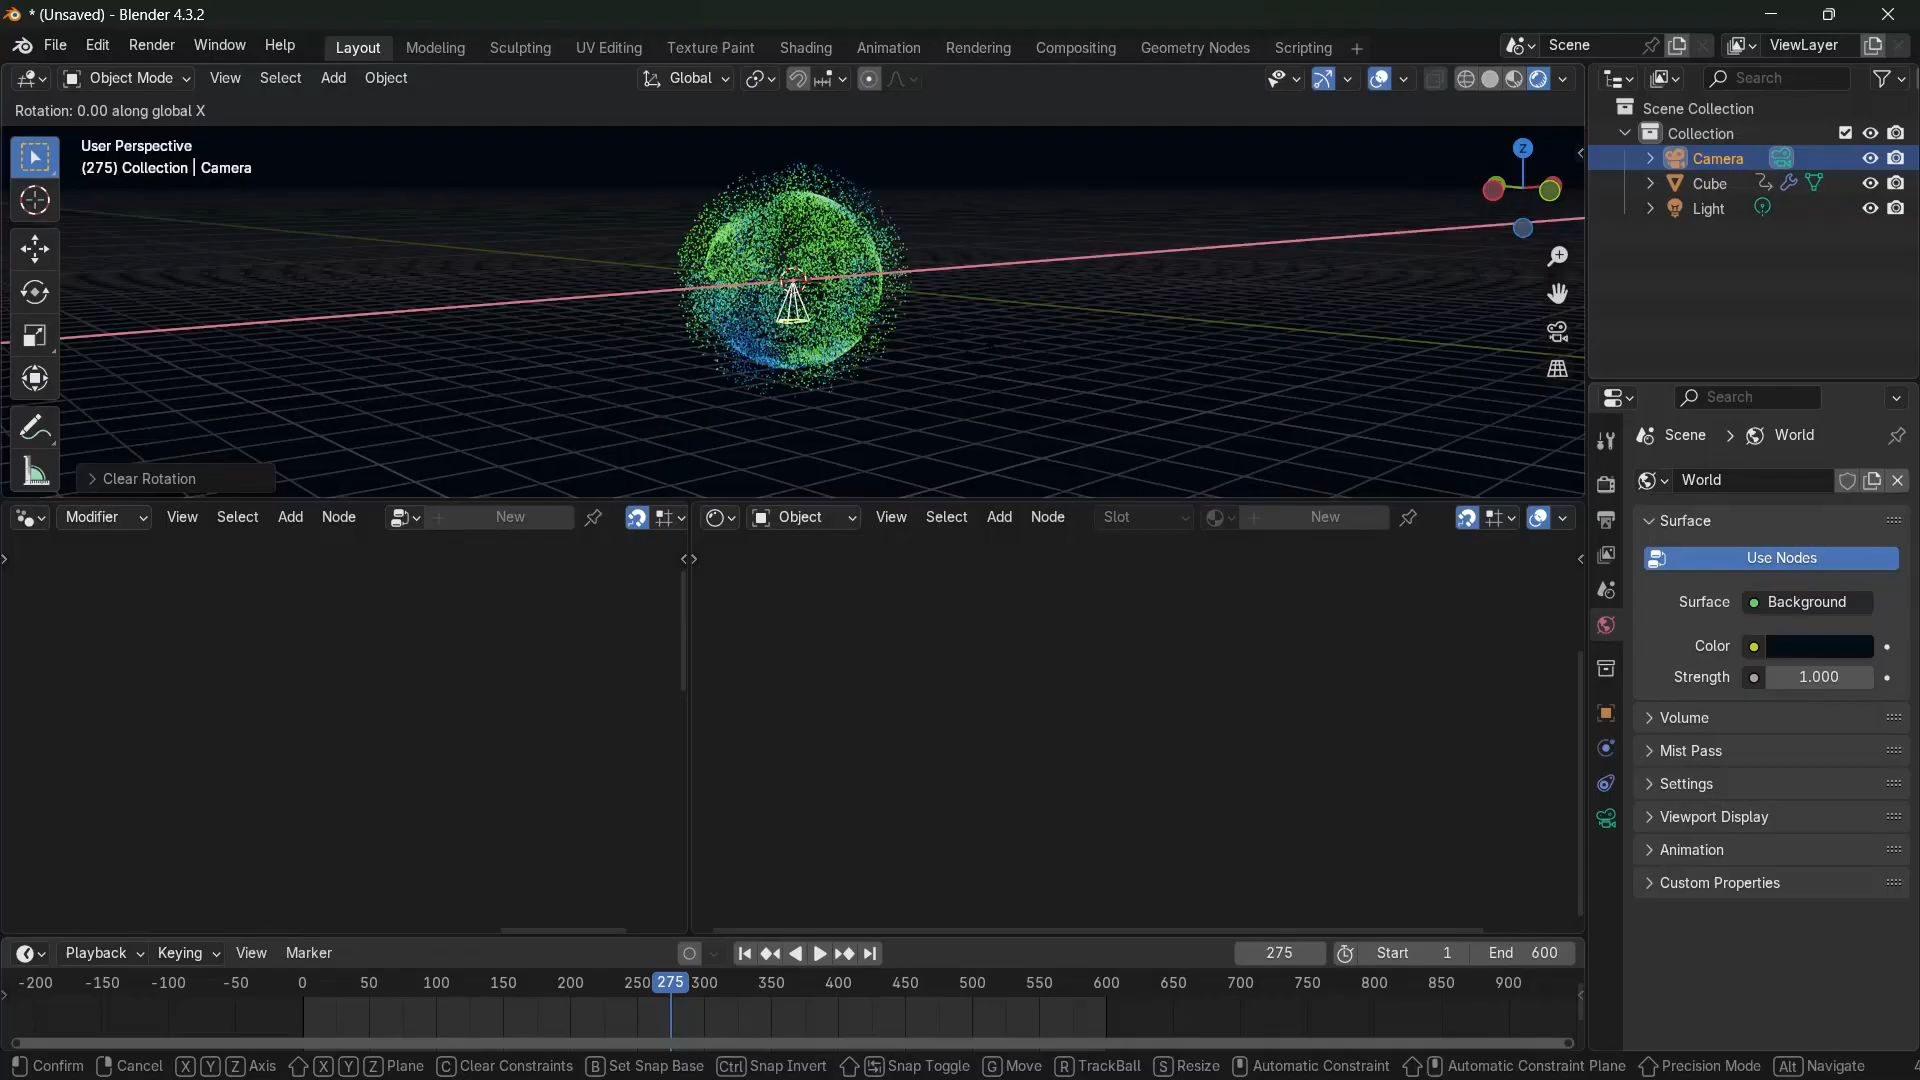 * (Unsaved) - Blender 4.3.2
File Edit Render Window Help
Layout Modeling Sculpting UV Editing Texture Paint Shading Animation Rendering Compositing Geometry Nodes Scripting +
Scene ViewLayer
Object Mode View Select Add Object Global
Search
Rotation: 0.00 along global X
User Perspective
(275) Collection | Camera
Z
Scene Collection
Collection
Camera
Cube
Light
Clear Rotation
Search
Scene > World
World
Surface
Use Nodes
Surface Background
Color
Strength 1.000
Volume
Mist Pass
Settings
Viewport Display
Animation
Custom Properties
Modifier View Select Add Node + New
Object View Select Add Node Slot + New
Playback Keying View Marker
275 Start 1 End 600
-200 -150 -100 -50 0 50 100 150 200 250 275 300 350 400 450 500 550 600 650 700 750 800 850 900
Confirm Cancel X Y Z Axis X Y Z Plane C Clear Constraints B Set Snap Base Ctrl Snap Invert Snap Toggle G Move R TrackBall S Resize Automatic Constraint Automatic Constraint Plane Precision Mode Alt Navigate